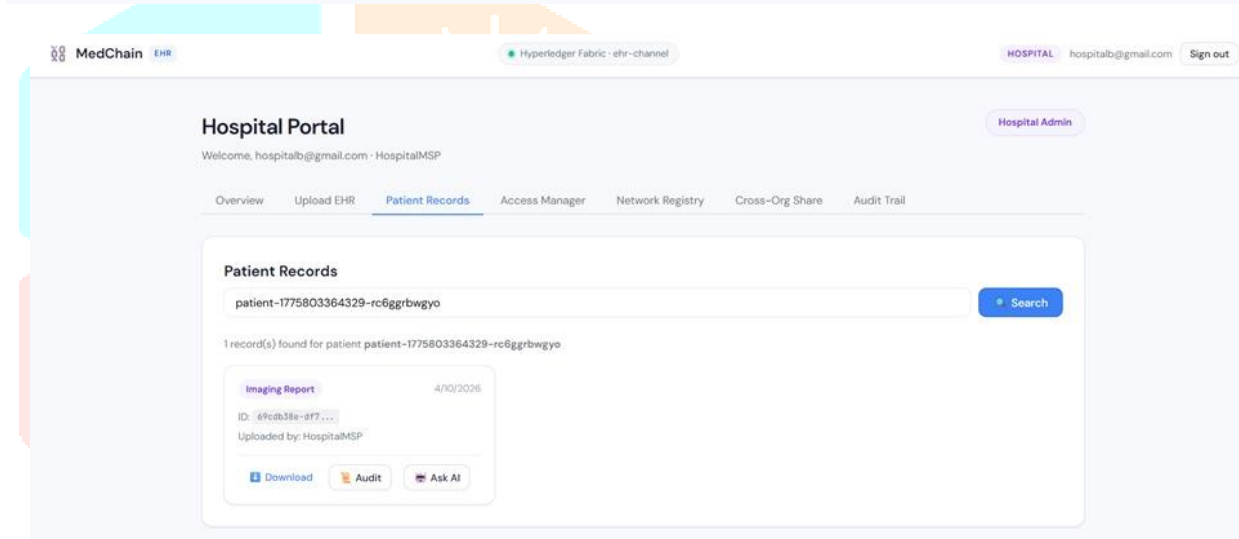 MedChain EHR
Hyperledger Fabric · ehr-channel
HOSPITAL hospitalb@gmail.com Sign out
Hospital Portal
Hospital Admin
Welcome, hospitalb@gmail.com · HospitalMSP
Overview Upload EHR Patient Records Access Manager Network Registry Cross-Org Share Audit Trail
Patient Records
patient-1775803364329-rc6ggrbwgyo
Search
1 record(s) found for patient patient-1775803364329-rc6ggrbwgyo
Imaging Report 4/10/2026
ID: 69cdb38e-df7...
Uploaded by: HospitalMSP
Download Audit Ask AI